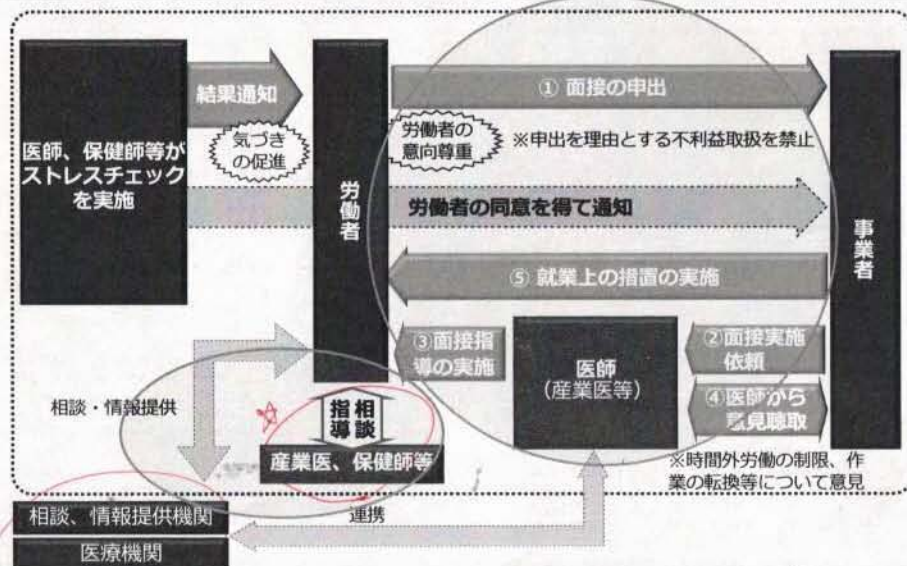 結果通知
気づき
の促進
医師、保健師等が
ストレスチェック
を実施
労働者
① 面接の申出
労働者の
意向尊重
※申出を理由とする不利益取扱を禁止
労働者の同意を得て通知
事業者
⑤ 就業上の措置の実施
③面接指
導の実施
医師
(産業医等)
②面接実施
依頼
④医師から
意見聴取
※時間外労働の制限、作
業の転換等について意見
相談・情報提供
相談
指導
産業医、保健師等
連携
相談、情報提供機関
医療機関